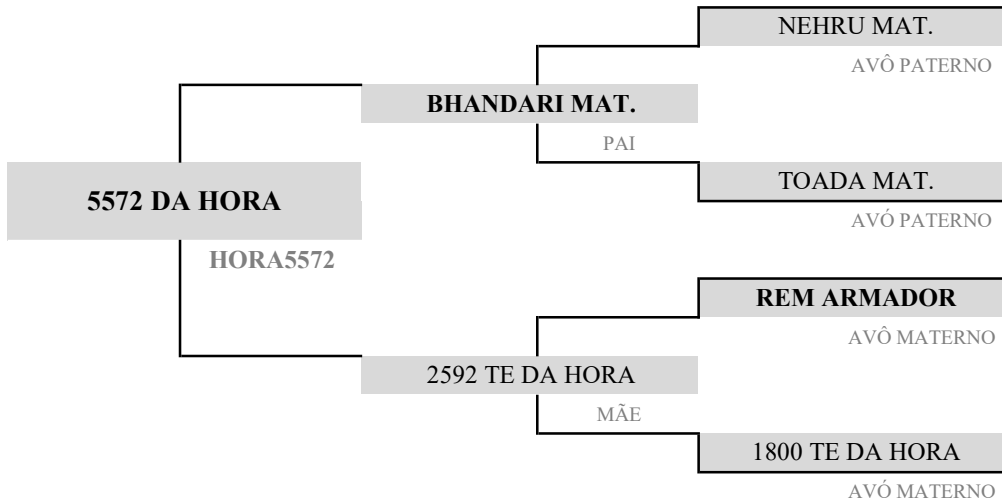 NEHRU MAT.
AVÔ PATERNO
BHANDARI MAT.
PAI
TOADA MAT.
AVÓ PATERNO
5572 DA HORA
HORA5572
REM ARMADOR
AVÔ MATERNO
2592 TE DA HORA
MÃE
1800 TE DA HORA
AVÓ MATERNO